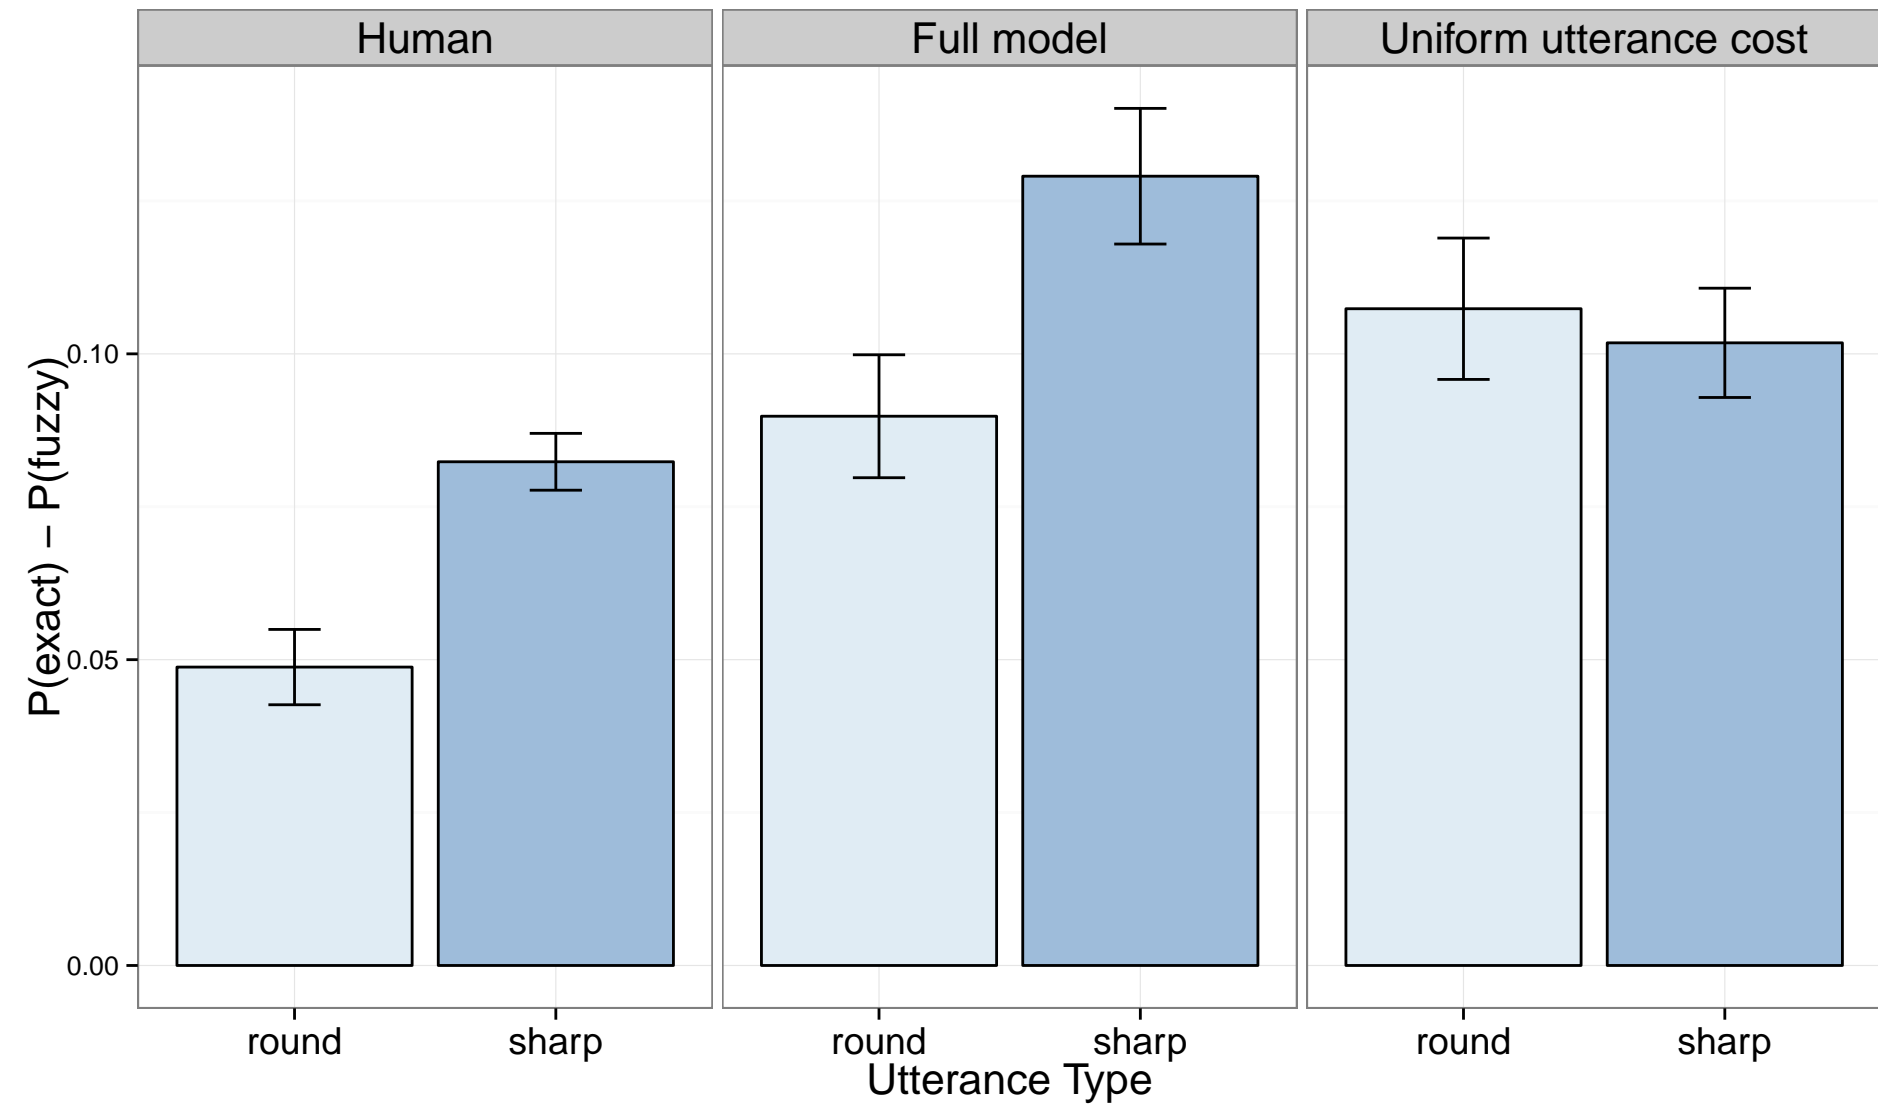 Human
Full model
Uniform utterance cost
P(exact) – P(fuzzy)
0.10
0.05
0.00
round sharp
round sharp
round sharp
Utterance Type